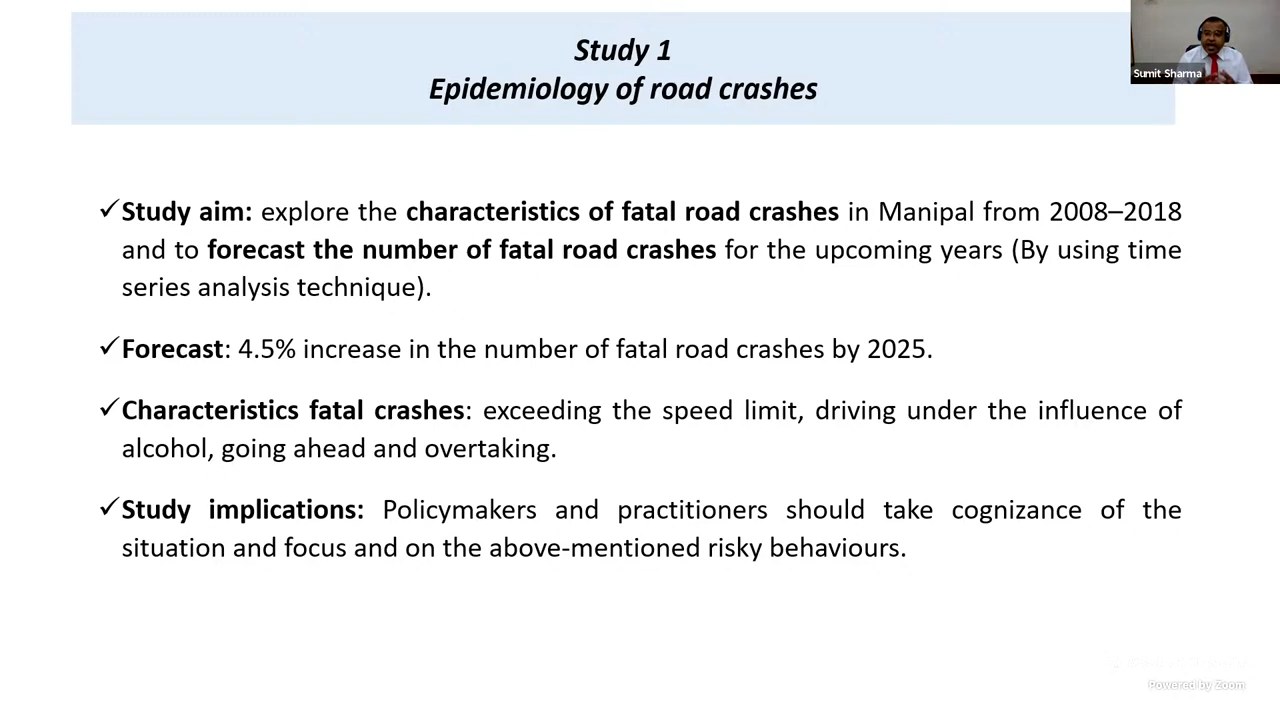 Study 1
Epidemiology of road crashes
Sumit Sharma
✓Study aim: explore the characteristics of fatal road crashes in Manipal from 2008–2018
and to forecast the number of fatal road crashes for the upcoming years (By using time
series analysis technique).
✓Forecast: 4.5% increase in the number of fatal road crashes by 2025.
✓Characteristics fatal crashes: exceeding the speed limit, driving under the influence of
alcohol, going ahead and overtaking.
✓Study implications: Policymakers and practitioners should take cognizance of the
situation and focus and on the above-mentioned risky behaviours.
Powered by Zoom